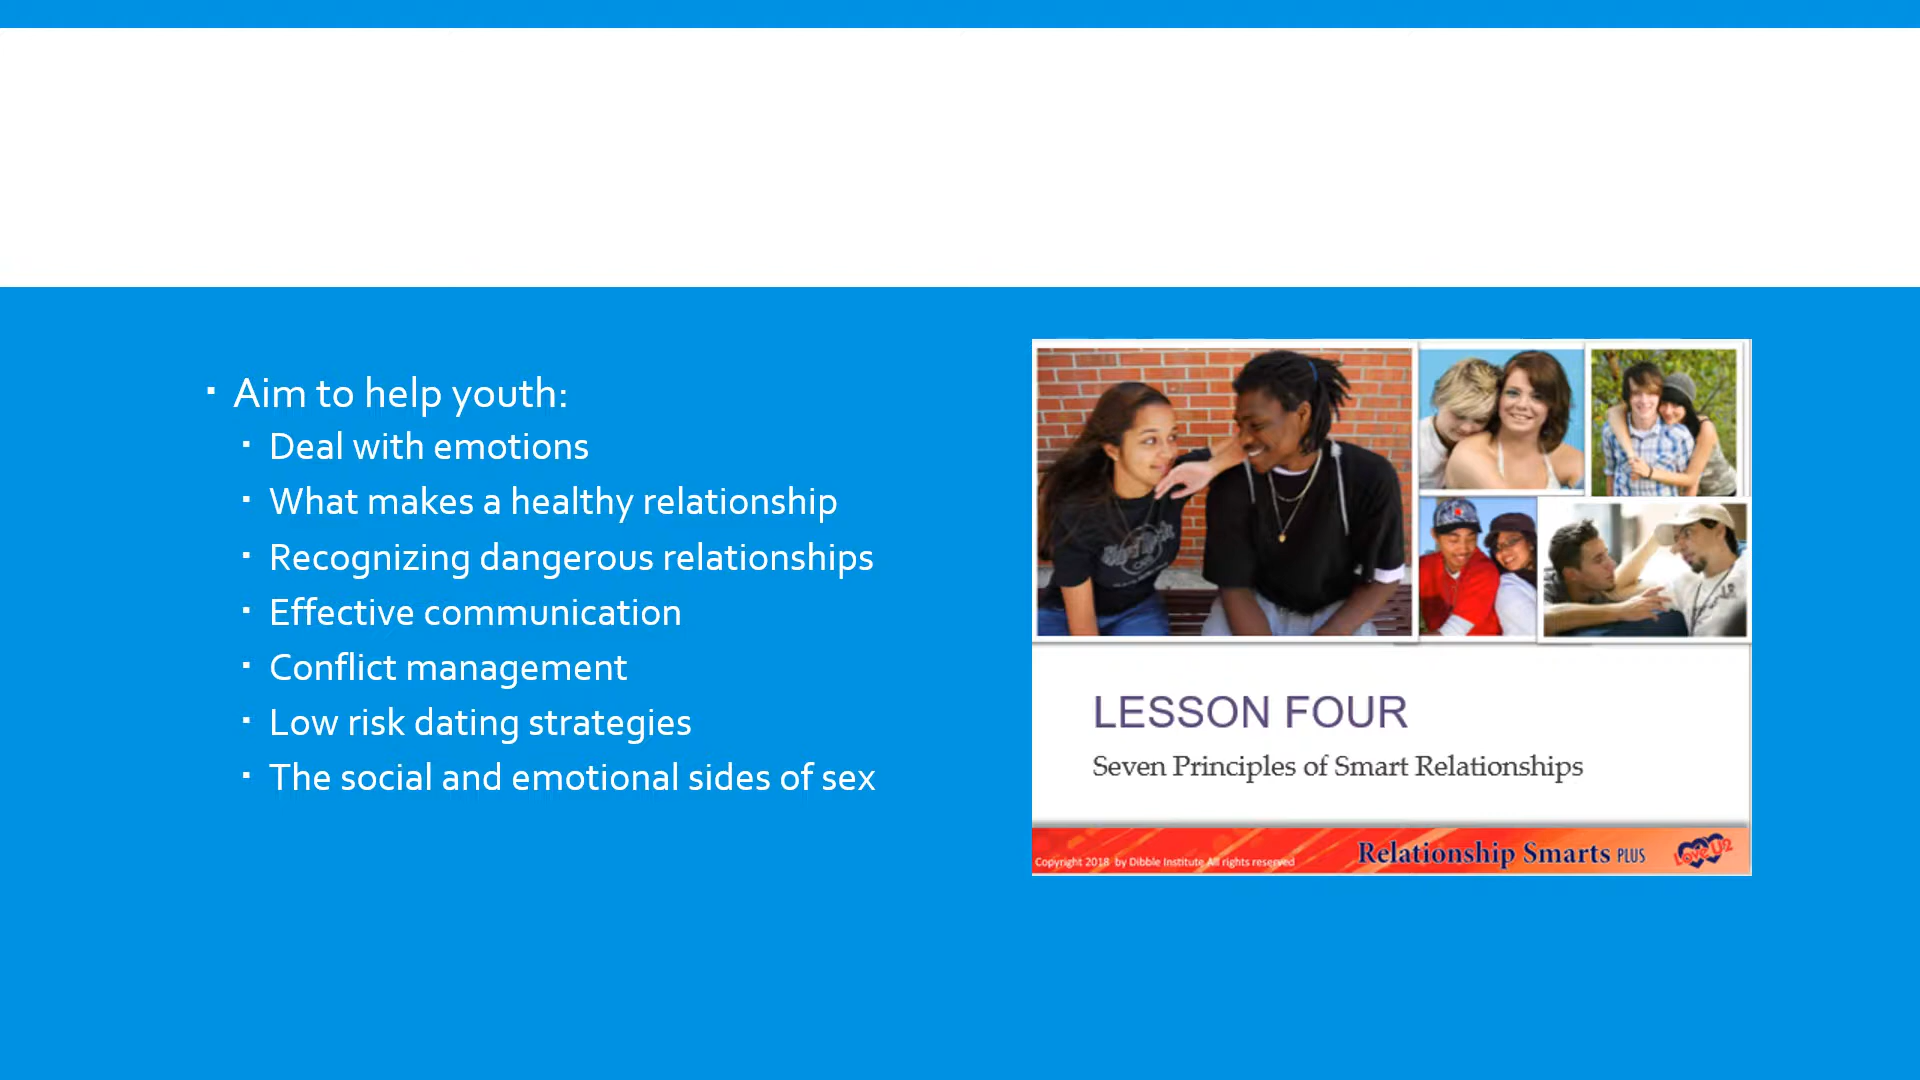 Aim to help youth:
Deal with emotions
What makes a healthy relationship
Recognizing dangerous relationships
Effective communication
Conflict management
Low risk dating strategies
The social and emotional sides of sex
LESSON FOUR
Seven Principles of Smart Relationships
Copyright 2018 by Dibble Institute All rights reserved
Relationship Smarts PLUS
Love U2